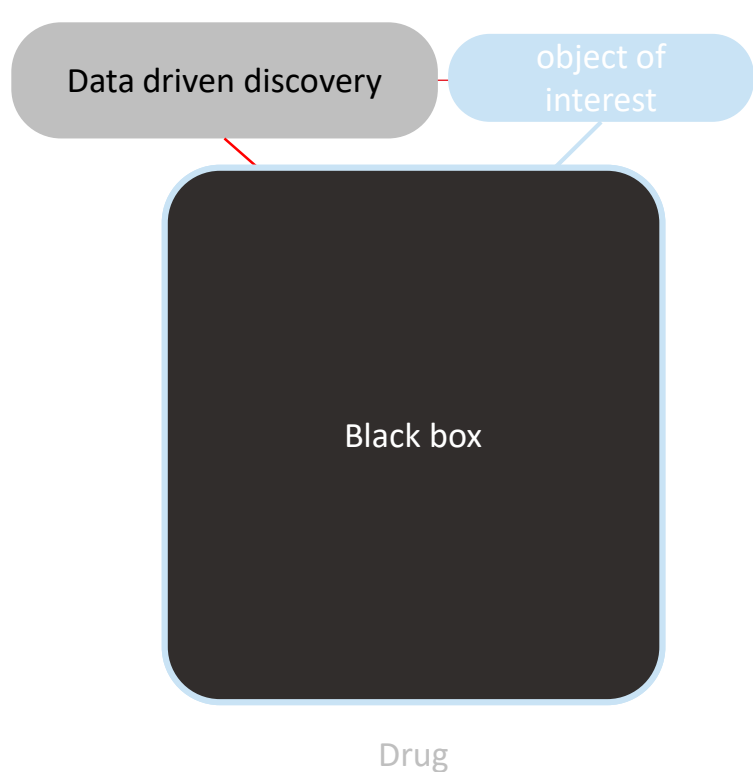 Data driven discovery
object of
interest
Black box
Drug